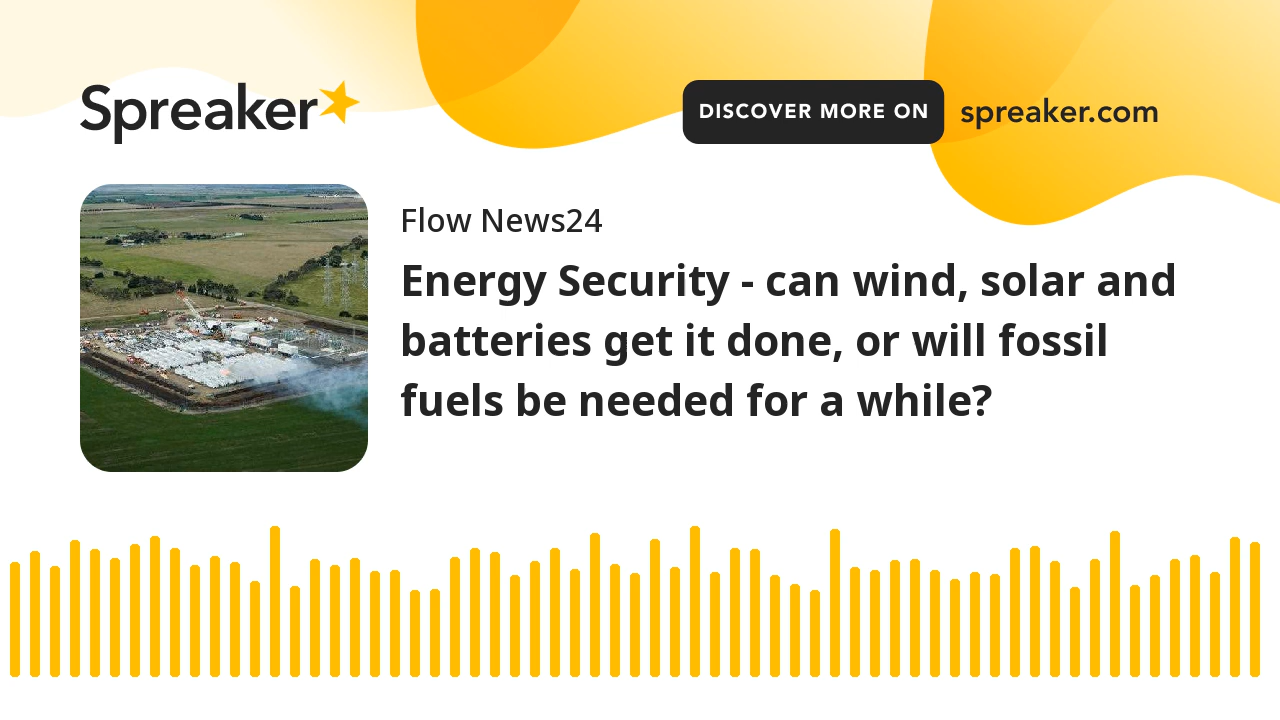 Spreaker
DISCOVER MORE ON
spreaker.com
Flow News24
Energy Security - can wind, solar and
batteries get it done, or will fossil
fuels be needed for a while?